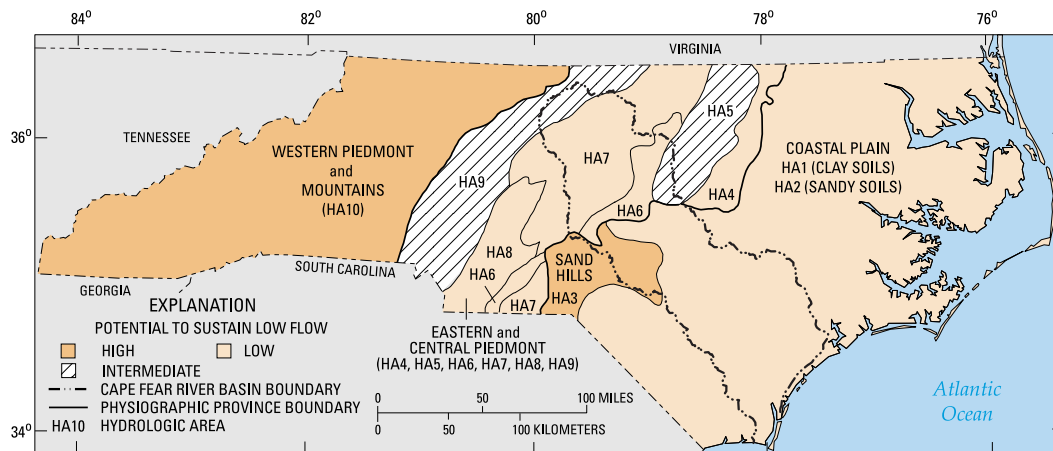 84°
82°
80°
78°
76°
VIRGINIA
36°
TENNESSEE
WESTERN PIEDMONT
and
MOUNTAINS
(HA10)
HA9
HA7
HA5
COASTAL PLAIN
HA1 (CLAY SOILS)
HA2 (SANDY SOILS)
HA4
HA6
HA8
SAND
HILLS
HA3
HA6
HA7
SOUTH CAROLINA
GEORGIA
EASTERN and
CENTRAL PIEDMONT
(HA4, HA5, HA6, HA7, HA8, HA9)
EXPLANATION
POTENTIAL TO SUSTAIN LOW FLOW
HIGH LOW
INTERMEDIATE
CAPE FEAR RIVER BASIN BOUNDARY
PHYSIOGRAPHIC PROVINCE BOUNDARY
HA10 HYDROLOGIC AREA
0 50 100 MILES
0 50 100 KILOMETERS
Atlantic
Ocean
34°